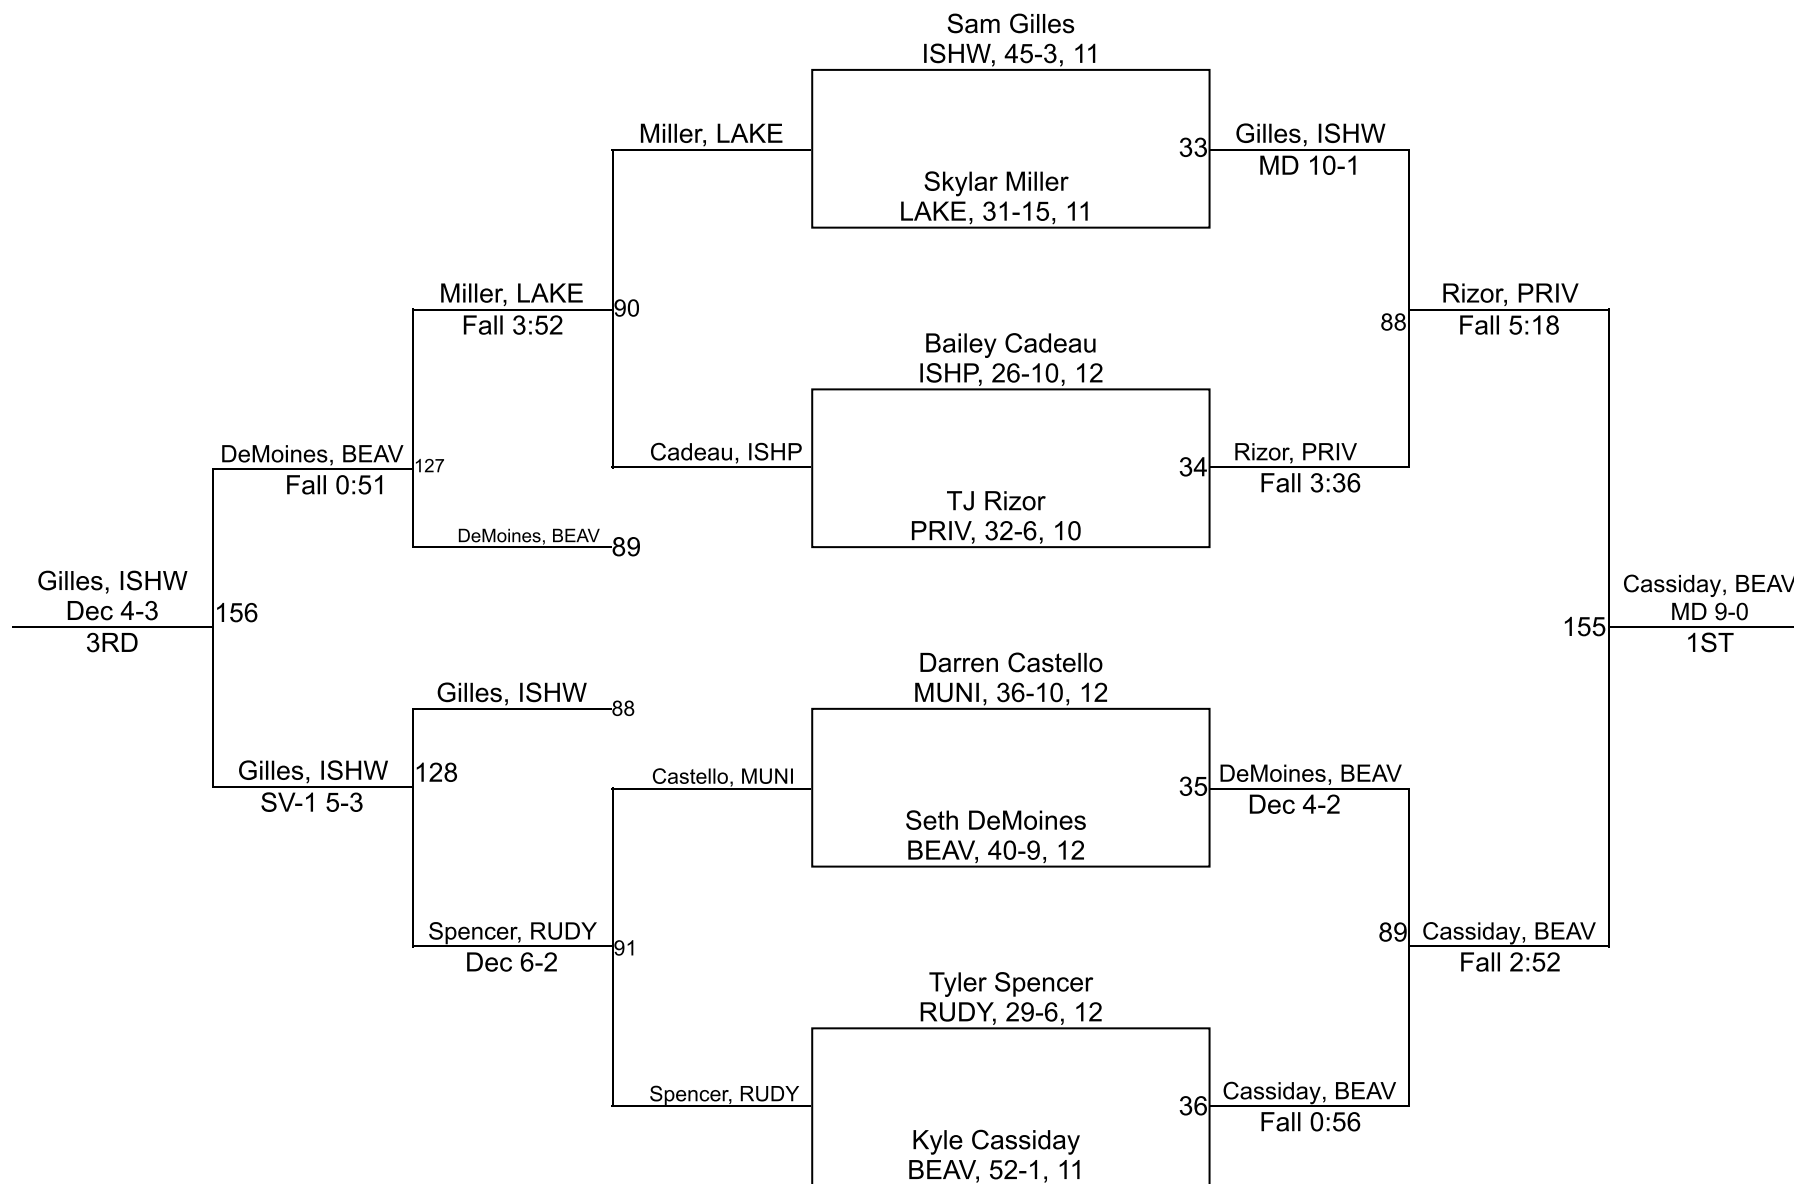 Sam Gilles
ISHW, 45-3, 11
Miller, LAKE
33
Gilles, ISHW
MD 10-1
Skylar Miller
LAKE, 31-15, 11
Miller, LAKE
Fall 3:52
90
88
Rizor, PRIV
Fall 5:18
Bailey Cadeau
ISHP, 26-10, 12
DeMoines, BEAV
Fall 0:51
127
Cadeau, ISHP
34
Rizor, PRIV
Fall 3:36
TJ Rizor
PRIV, 32-6, 10
DeMoines, BEAV
89
Gilles, ISHW
Dec 4-3
3RD
156
155
Cassiday, BEAV
MD 9-0
1ST
Darren Castello
MUNI, 36-10, 12
Gilles, ISHW
88
Gilles, ISHW
SV-1 5-3
128
Castello, MUNI
35
DeMoines, BEAV
Dec 4-2
Seth DeMoines
BEAV, 40-9, 12
Spencer, RUDY
Dec 6-2
91
89
Cassiday, BEAV
Fall 2:52
Tyler Spencer
RUDY, 29-6, 12
Spencer, RUDY
36
Cassiday, BEAV
Fall 0:56
Kyle Cassiday
BEAV, 52-1, 11